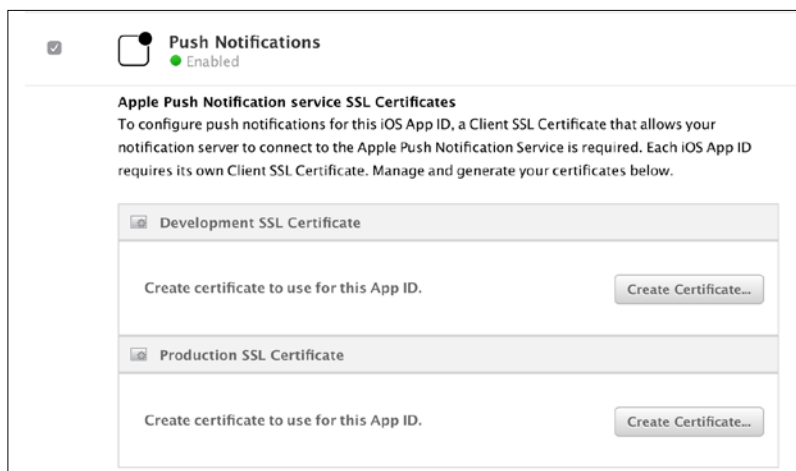 Push Notifications
Enabled
Apple Push Notification service SSL Certificates
To configure push notifications for this iOS App ID, a Client SSL Certificate that allows your
notification server to connect to the Apple Push Notification Service is required. Each iOS App ID
requires its own Client SSL Certificate. Manage and generate your certificates below.
Development SSL Certificate
Create certificate to use for this App ID.
Create Certificate...
Production SSL Certificate
Create certificate to use for this App ID.
Create Certificate...